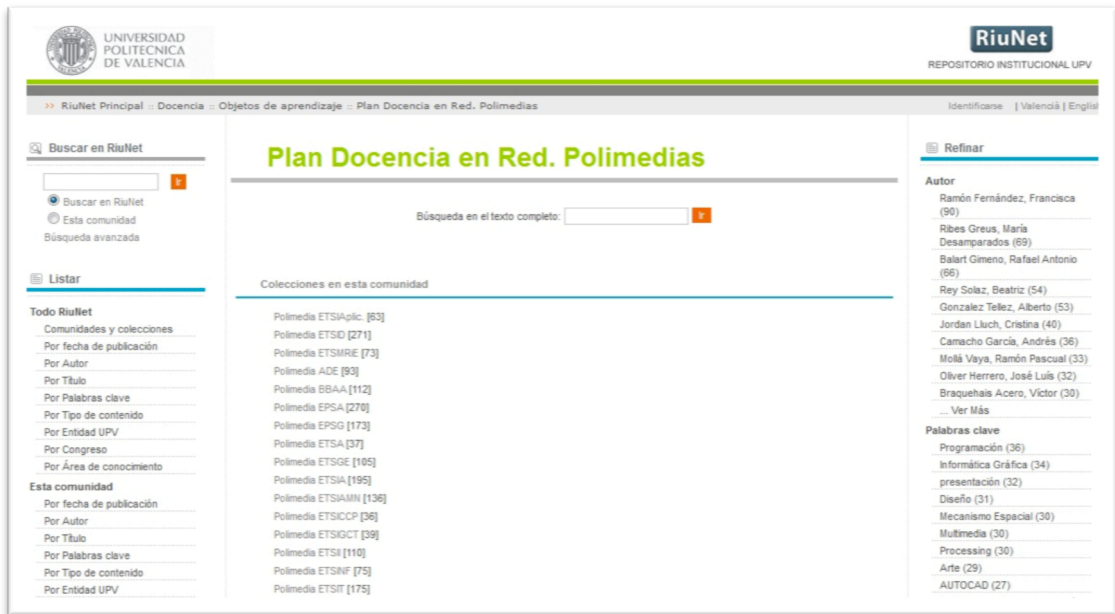 UNIVERSIDAD
POLITECNICA
DE VALENCIA
RiuNet
REPOSITORIO INSTITUCIONAL UPV
>> RiuNet Principal :: Docencia :: Objetos de aprendizaje :: Plan Docencia en Red. Polimedias
Identificarse | Valencià | English
Buscar en RiuNet
Ir
Buscar en RiuNet
Esta comunidad
Búsqueda avanzada
Listar
Todo RiuNet
Comunidades y colecciones
Por fecha de publicación
Por Autor
Por Título
Por Palabras clave
Por Tipo de contenido
Por Entidad UPV
Por Congreso
Por Área de conocimiento
Esta comunidad
Por fecha de publicación
Por Autor
Por Título
Por Palabras clave
Por Tipo de contenido
Por Entidad UPV
Plan Docencia en Red. Polimedias
Búsqueda en el texto completo: Ir
Colecciones en esta comunidad
Polimedia ETSIAplic. [63]
Polimedia ETSID [271]
Polimedia ETSMRIE [73]
Polimedia ADE [93]
Polimedia BBAA [112]
Polimedia EPSA [270]
Polimedia EPSG [173]
Polimedia ETSA [37]
Polimedia ETSGE [105]
Polimedia ETSIA [195]
Polimedia ETSIAMN [136]
Polimedia ETSICCP [36]
Polimedia ETSIGCT [39]
Polimedia ETSII [110]
Polimedia ETSINF [75]
Polimedia ETSIT [175]
Refinar
Autor
Ramón Fernández, Francisca
(90)
Ribes Greus, María
Desamparados (69)
Balart Gimeno, Rafael Antonio
(66)
Rey Solaz, Beatriz (54)
Gonzalez Tellez, Alberto (53)
Jordan Lluch, Cristina (40)
Camacho García, Andrés (36)
Mollá Vaya, Ramón Pascual (33)
Oliver Herrero, José Luís (32)
Braquehais Acero, Víctor (30)
... Ver Más
Palabras clave
Programación (36)
Informática Gráfica (34)
presentación (32)
Diseño (31)
Mecanismo Espacial (30)
Multimedia (30)
Processing (30)
Arte (29)
AUTOCAD (27)